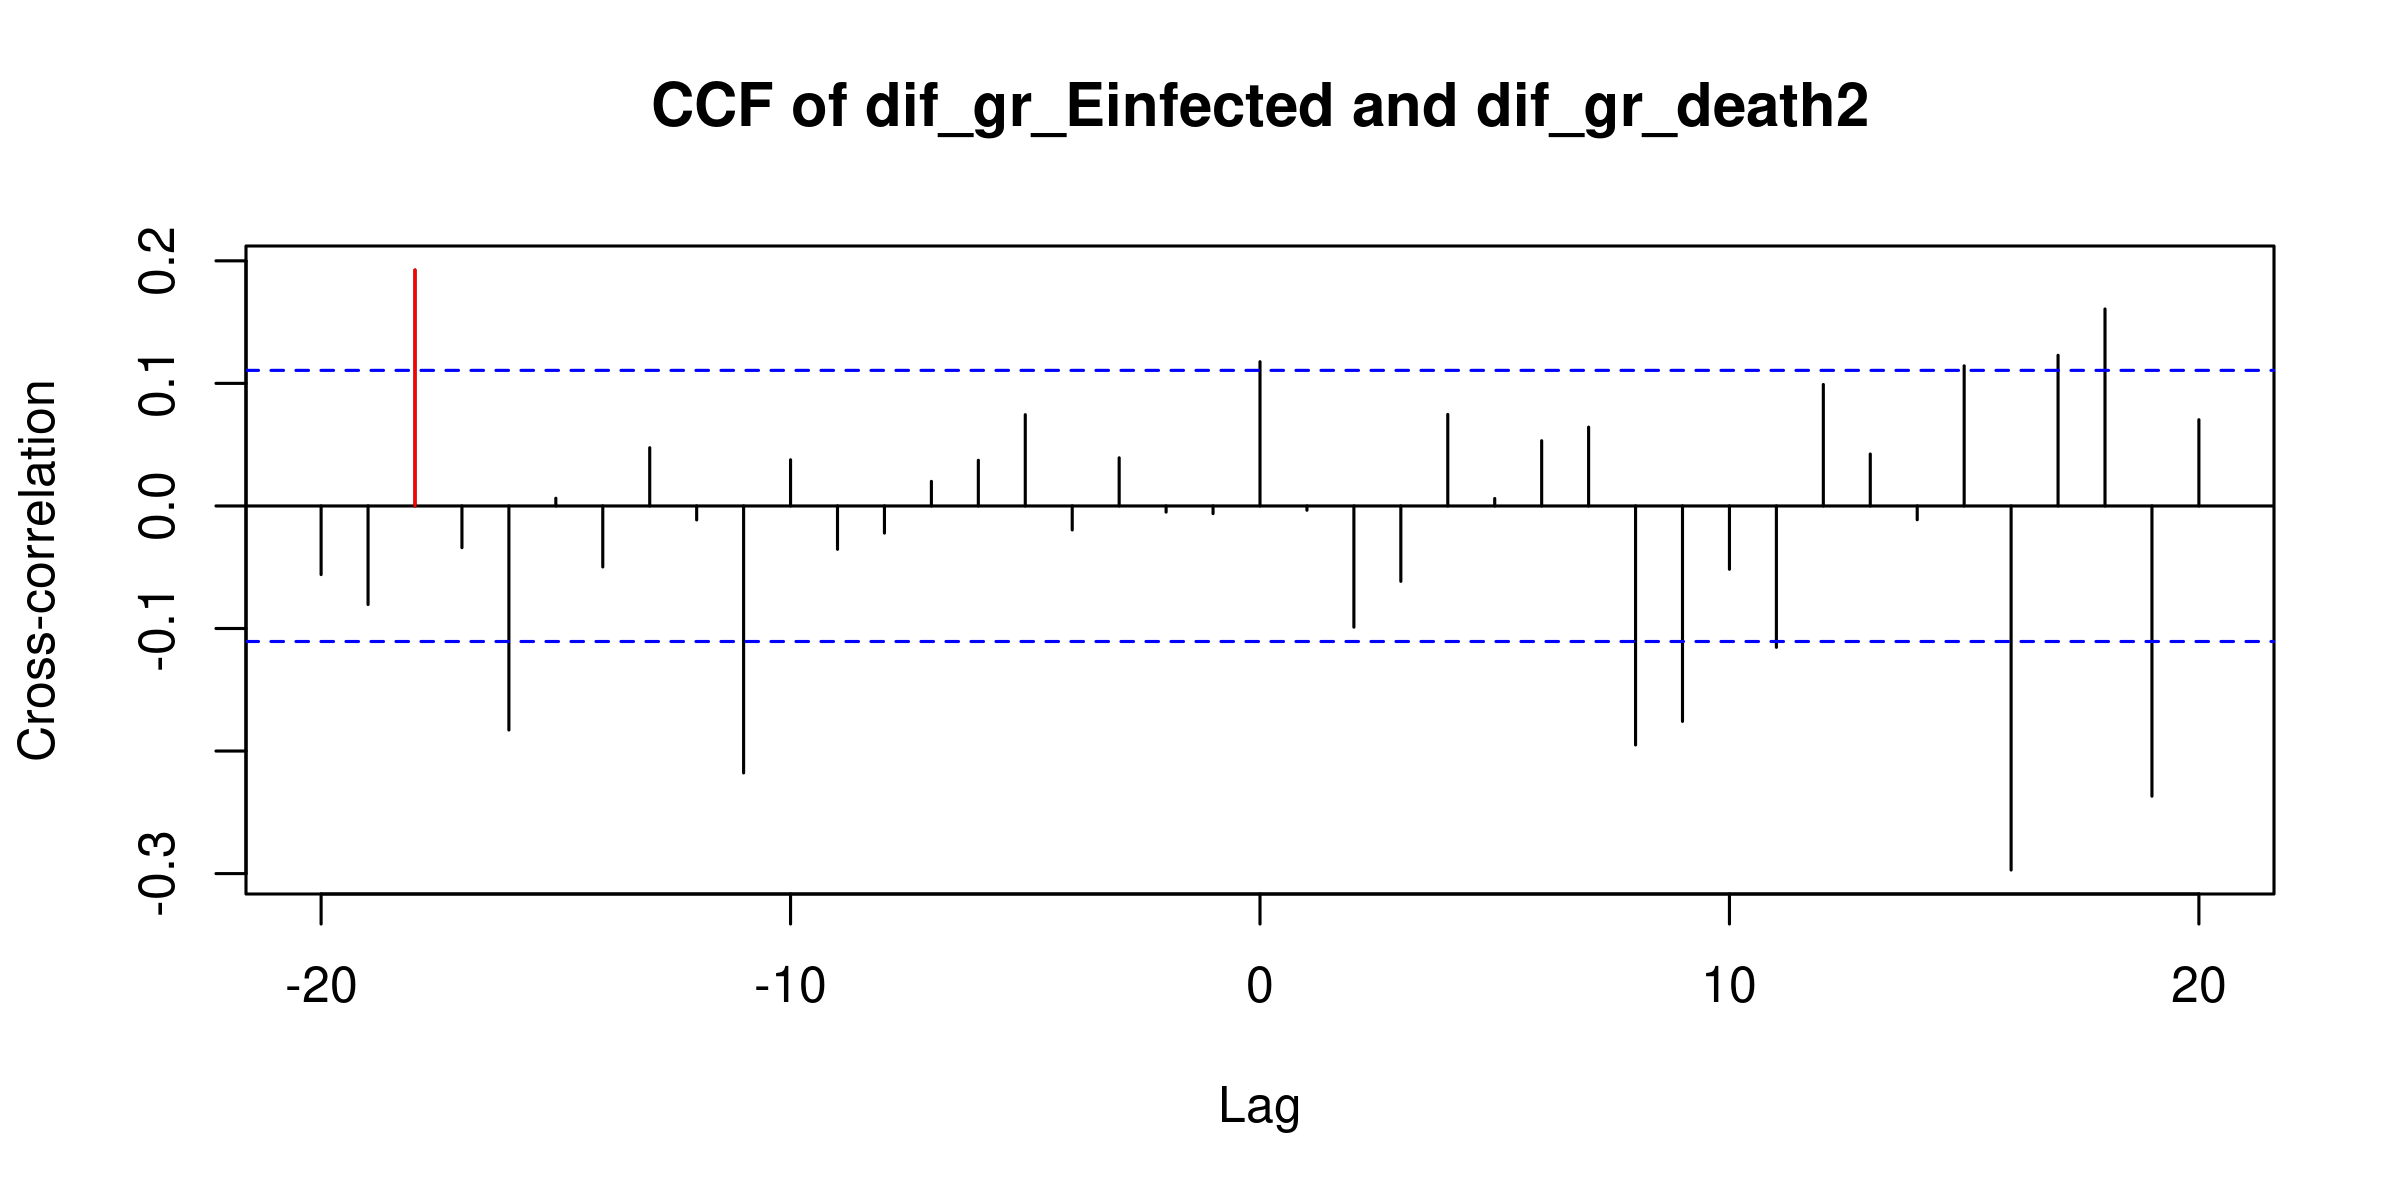 CCF of dif_gr_Einfected and dif_gr_death2
Cross-correlation
0.2
0.1
0.0
-0.1
-0.3
-20 -10 0 10 20
Lag